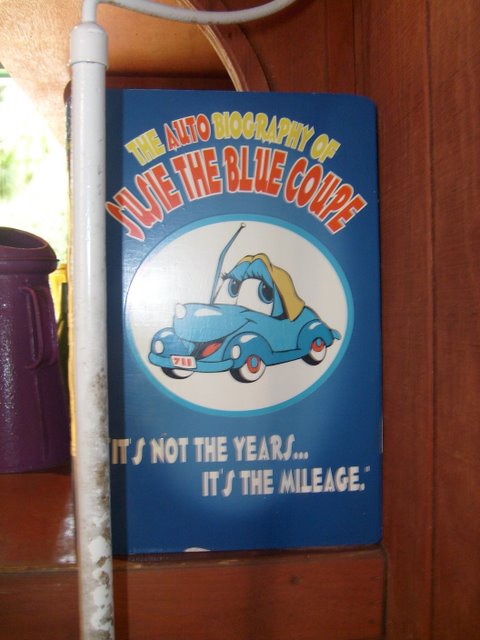 THE AUTO BIOGRAPHY OF
SUSIE THE BLUE COUPE
"IT'S NOT THE YEARS...
IT'S THE MILEAGE."